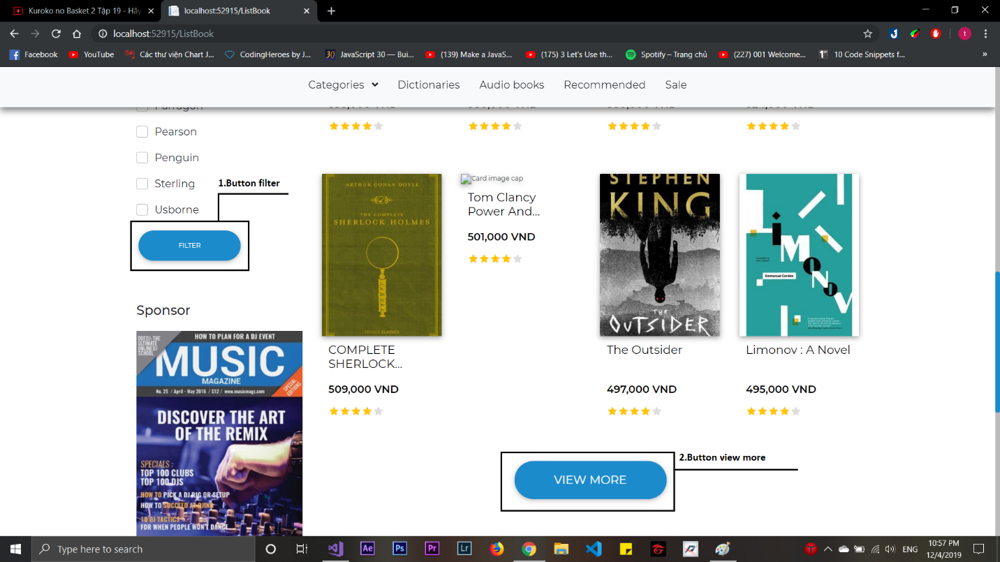 Kuroko no Basket 2 Tập 19 - Hãy
localhost:52915/ListBook
localhost:52915/ListBook
Facebook
YouTube
Các thư viện Chart J...
CodingHeroes by J...
JavaScript 30 — Bui...
(139) Make a JavaS...
(175) 3 Let's Use th...
Spotify – Trang chủ
(227) 001 Welcome...
10 Code Snippets f...
»
Categories
Dictionaries
Audio books
Recommended
Sale
Parragon
Pearson
Penguin
Sterling
Usborne
1.Button filter
FILTER
Sponsor
DOEDJ: THE
ULTIMATE
ONLINE DJ
SCHOOL
HOW TO PLAN FOR A DJ EVENT
MUSIC
MAGAZINE
SPECIAL
EDITIONS
No. 25 / April - May 2016 / $12 / www.musicmagz.com
DISCOVER THE ART
OF THE REMIX
SPECIALS :
TOP 100 CLUBS
TOP 100 DJS
HOW TO PICK A DJ RIG OR SETUP
HOW TO SUCCEED AT DJING
10 DJ TACTICS
FOR WHEN PEOPLE WON'T DANCE
ARTHUR CONAN DOYLE
THE COMPLETE
SHERLOCK HOLMES
VINTAGE CLASSICS
COMPLETE
SHERLOCK...
509,000 VND
Card image cap
Tom Clancy
Power And...
501,000 VND
STEPHEN
KING
THE
OUTSIDER
The Outsider
497,000 VND
LIMONOV
Emmanuel Carrère
Limonov : A Novel
495,000 VND
VIEW MORE
2.Button view more
Type here to search
Ae
Ps
Pr
Lr
ENG
10:57 PM
12/4/2019